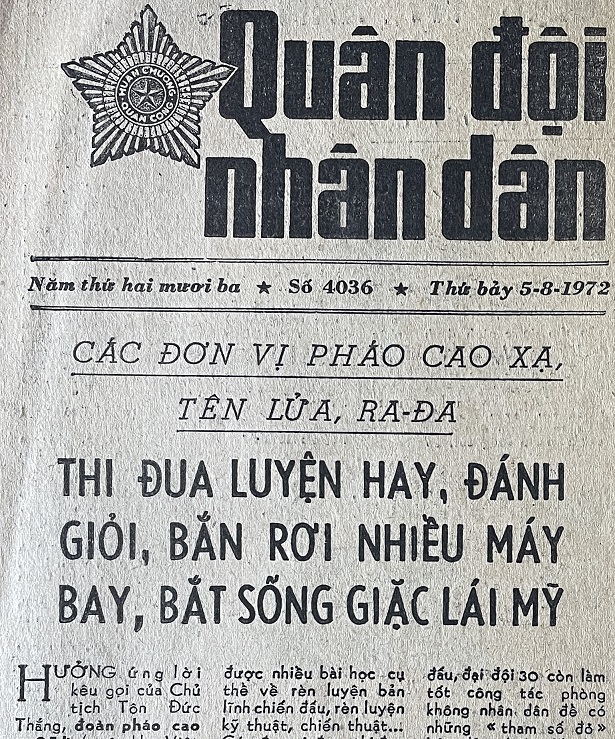 HUÂN CHƯƠNG
QUÂN CÔNG
Quân đội
nhân dân
Năm thứ hai mươi ba ★ Số 4036 ★ Thứ bảy 5-8-1972
CÁC ĐƠN VỊ PHÁO CAO XẠ,
TÊN LỬA, RA-ĐA
THI ĐUA LUYỆN HAY, ĐÁNH
GIỎI, BẮN RƠI NHIỀU MÁY
BAY, BẮT SỐNG GIẶC LÁI MỸ
HƯỞNG ứng lời
kêu gọi của Chủ
tịch Tôn Đức
Thắng, đoàn pháo cao
được nhiều bài học cụ
thể về rèn luyện bản
lĩnh chiến đấu, rèn luyện
kỹ thuật, chiến thuật...
đấu, đại đội 30 còn làm
tốt công tác phòng
không nhân dân để có
những « tham số đỏ »